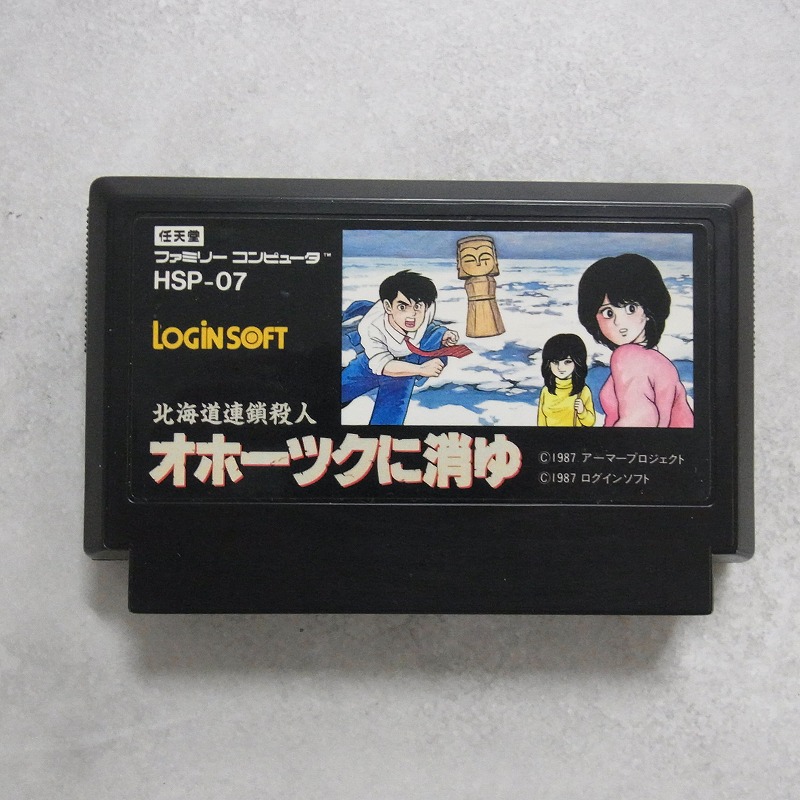 任天堂
ファミリー コンピュータ™
HSP-07
LOGiN SOFT
北海道連鎖殺人
オホーツクに消ゆ
©1987 アーマープロジェクト
©1987 ログインソフト